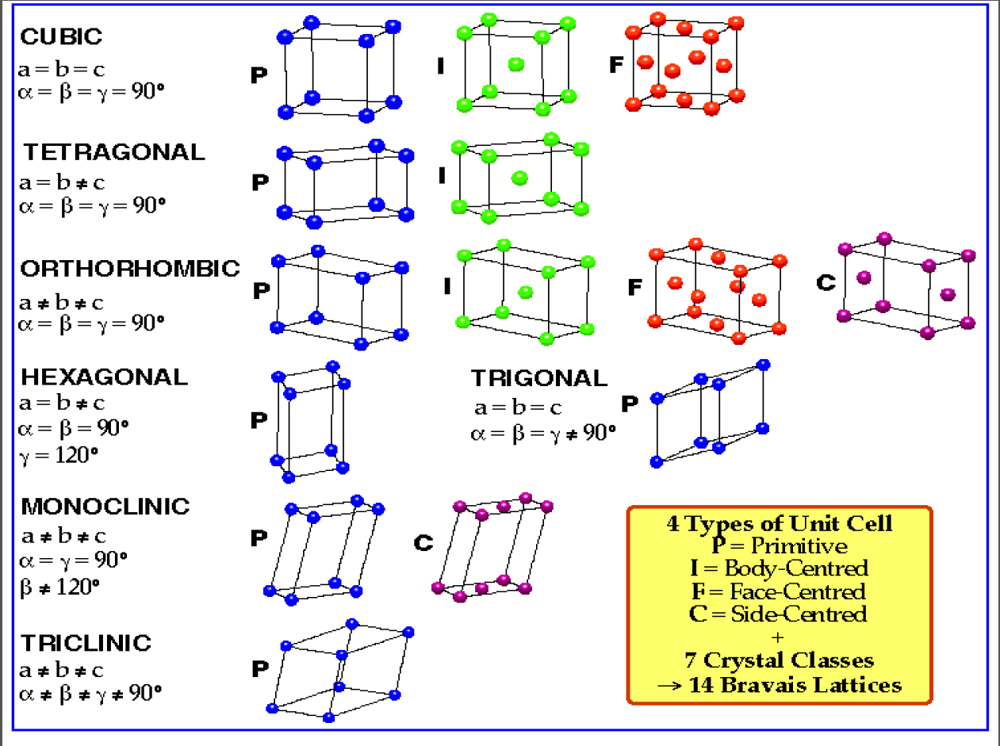 CUBIC
a = b = c
α = β = γ = 90°
P
I
F
TETRAGONAL
a = b ≠ c
α = β = γ = 90°
P
I
ORTHORHOMBIC
a ≠ b ≠ c
α = β = γ = 90°
P
I
F
C
HEXAGONAL
a = b ≠ c
α = β = 90°
γ = 120°
P
TRIGONAL
a = b = c
α = β = γ ≠ 90°
P
MONOCLINIC
a ≠ b ≠ c
α = γ = 90°
β ≠ 120°
P
C
TRICLINIC
a ≠ b ≠ c
α ≠ β ≠ γ ≠ 90°
P
4 Types of Unit Cell
P = Primitive
I = Body-Centred
F = Face-Centred
C = Side-Centred
+
7 Crystal Classes
→ 14 Bravais Lattices